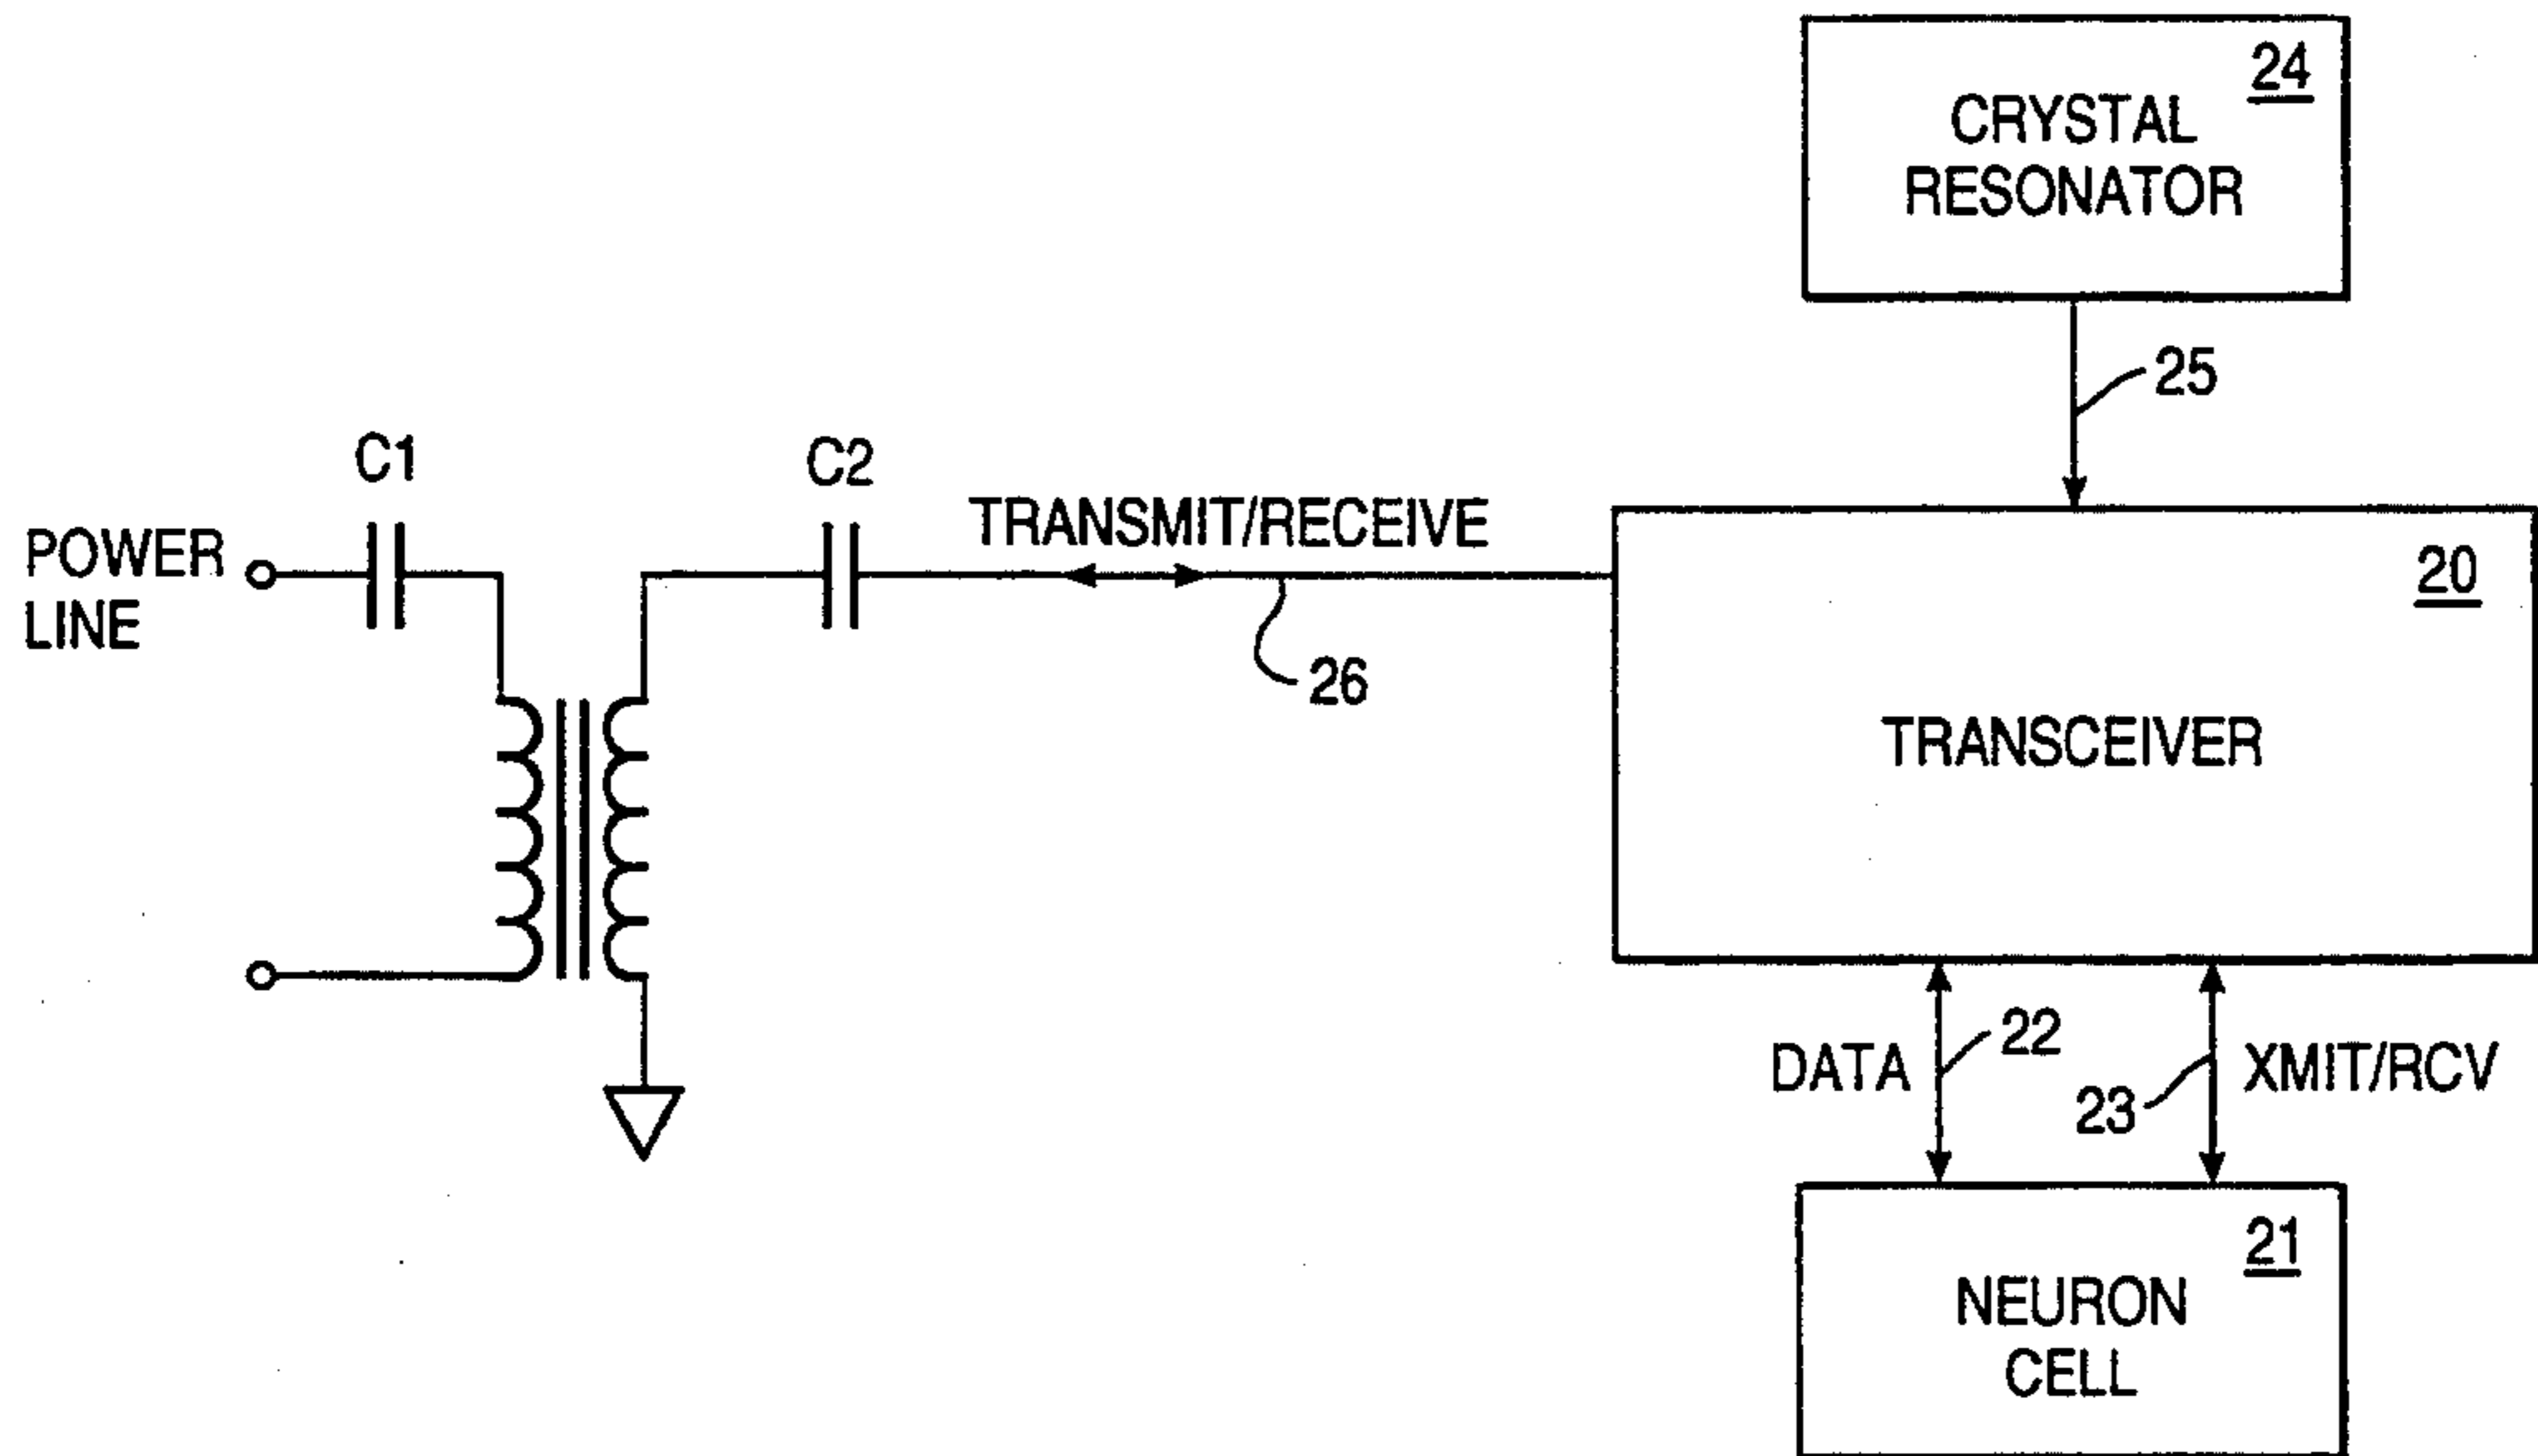 24
CRYSTAL
RESONATOR
25
C1
C2
TRANSMIT/RECEIVE
POWER
LINE
26
20
TRANSCEIVER
DATA
22
23
XMIT/RCV
21
NEURON
CELL